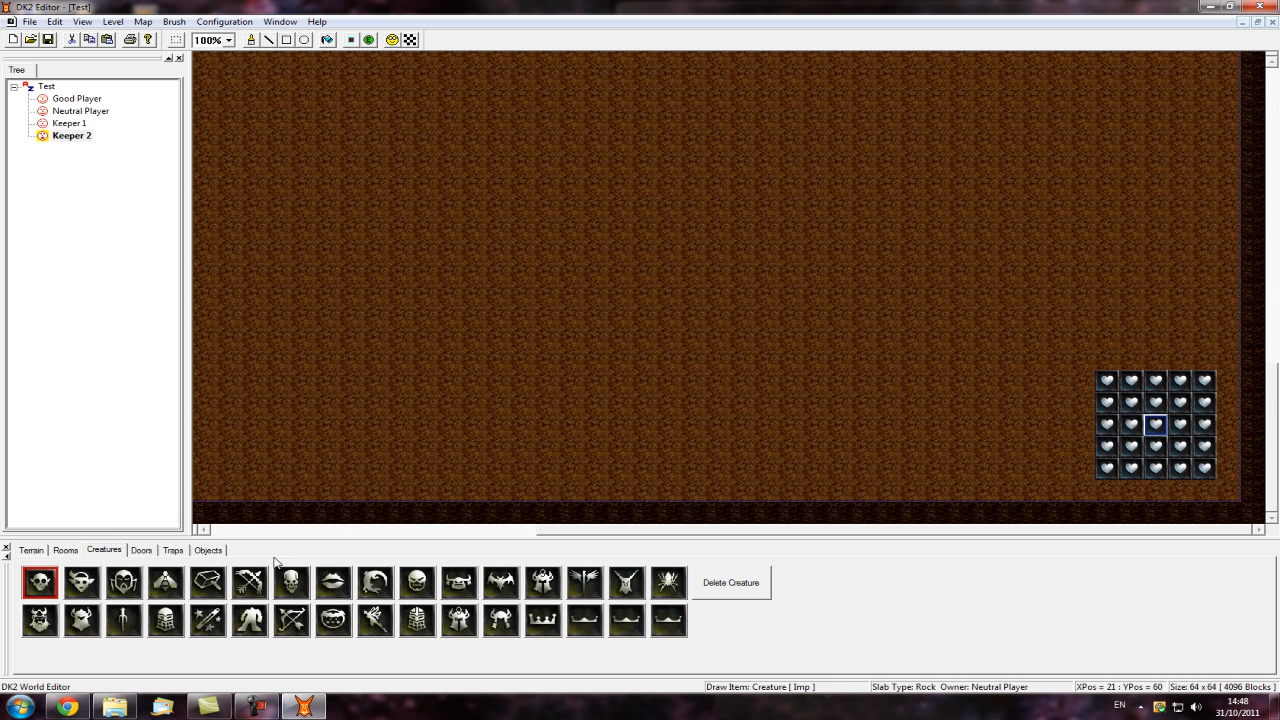 DK2 Editor - [Test]
File Edit View Level Map Brush Configuration Window Help
100%
Tree
Test
Good Player
Neutral Player
Keeper 1
Keeper 2
Terrain Rooms Creatures Doors Traps Objects
Delete Creature
DK2 World Editor Draw Item: Creature [ Imp ] Slab Type: Rock Owner: Neutral Player XPos = 21 : YPos = 60 Size: 64 x 64 [ 4096 Blocks ]
EN 14:48
31/10/2011